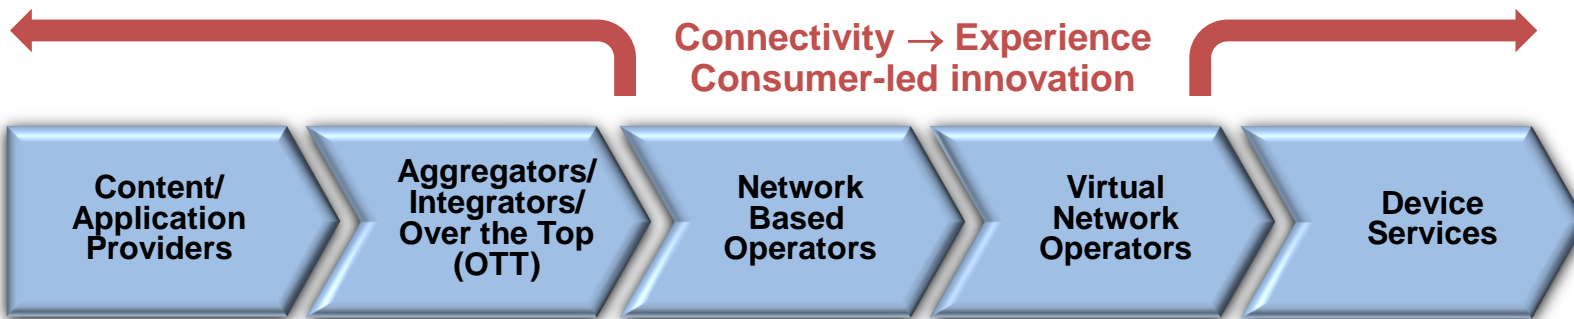 Connectivity → Experience
Consumer-led innovation
Content/
Application
Providers
Aggregators/
Integrators/
Over the Top
(OTT)
Network
Based
Operators
Virtual
Network
Operators
Device
Services